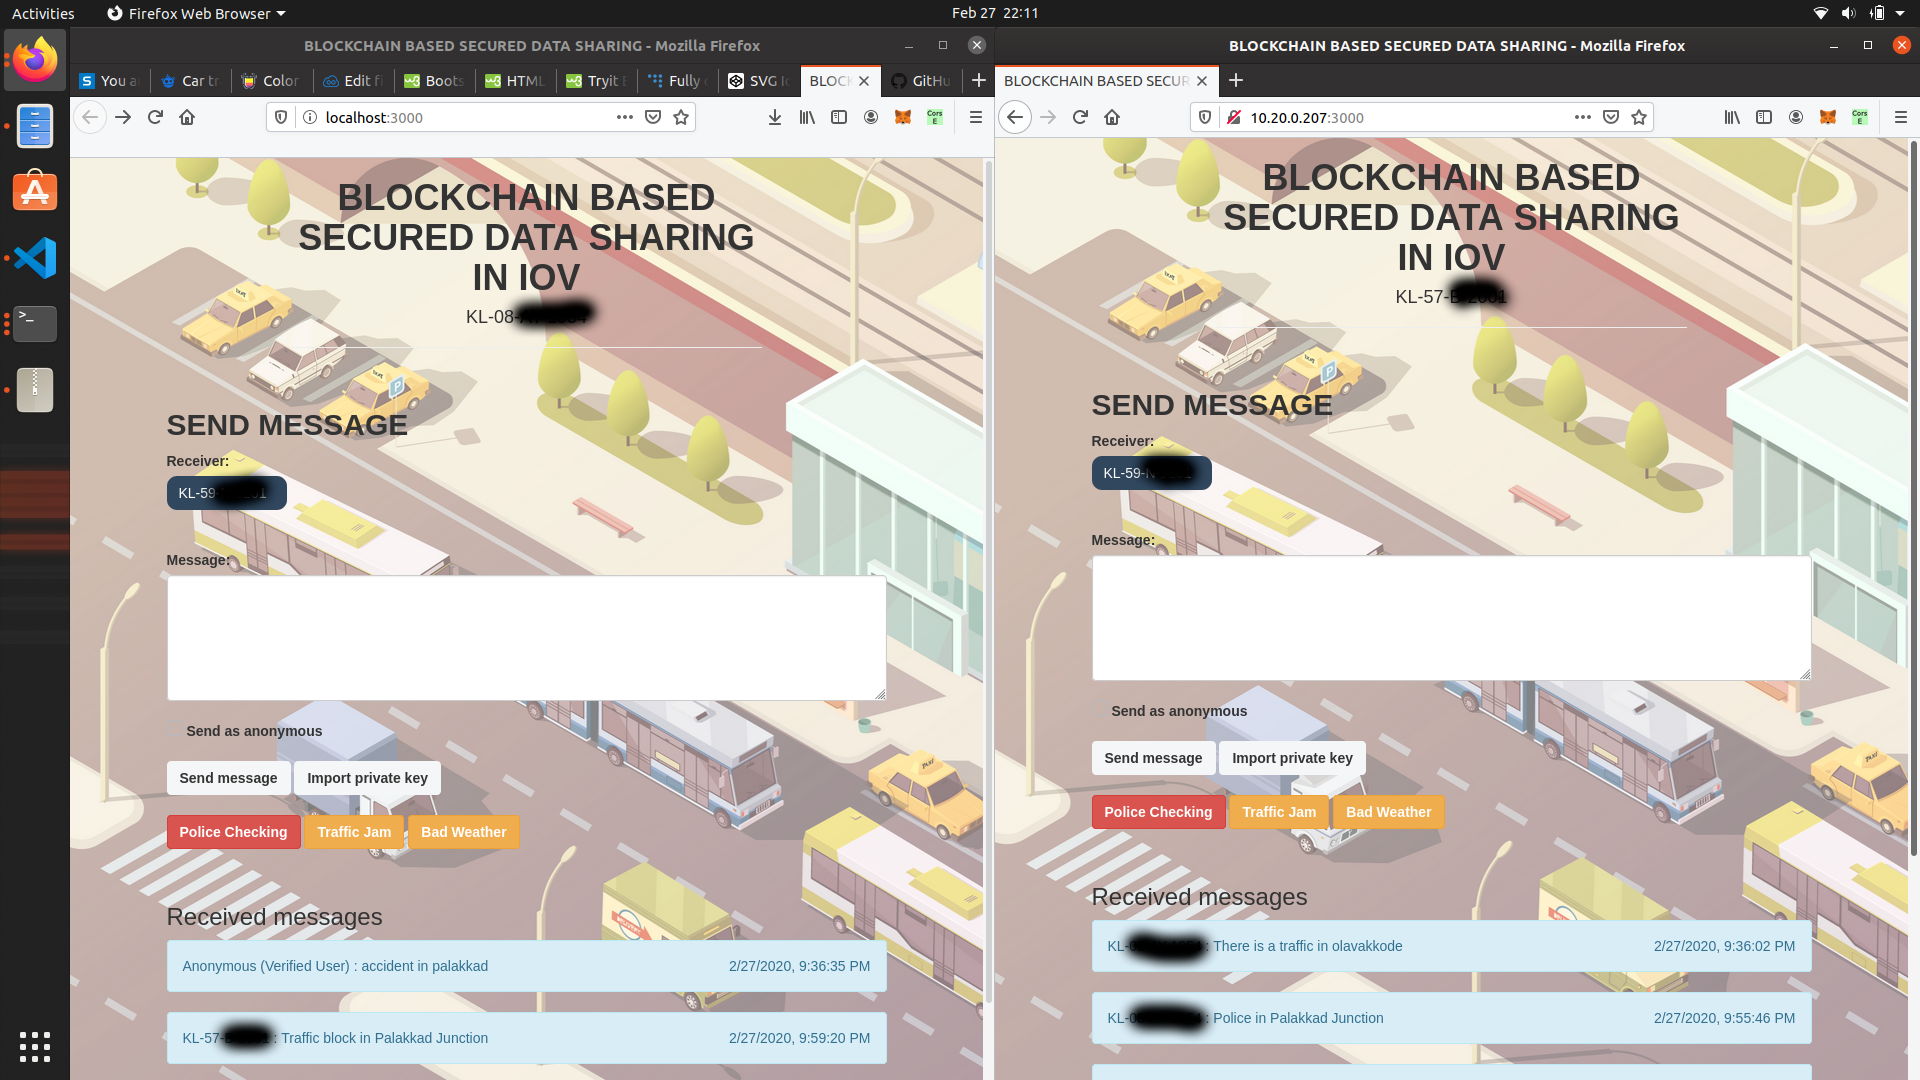 Activities
Firefox Web Browser
Feb 27 22:11
BLOCKCHAIN BASED SECURED DATA SHARING - Mozilla Firefox
You a
Car tr
Color
Edit fi
Boots
HTML
Tryit E
Fully
SVG Ic
BLOCK
GitHu
localhost:3000
BLOCKCHAIN BASED
SECURED DATA SHARING
IN IOV
KL-08-
SEND MESSAGE
Receiver:
KL-59-
Message:
Send as anonymous
Send message
Import private key
Police Checking
Traffic Jam
Bad Weather
Received messages
Anonymous (Verified User) : accident in palakkad
2/27/2020, 9:36:35 PM
KL-57- : Traffic block in Palakkad Junction
2/27/2020, 9:59:20 PM
BLOCKCHAIN BASED SECURED DATA SHARING - Mozilla Firefox
BLOCKCHAIN BASED SECUR
10.20.0.207:3000
BLOCKCHAIN BASED
SECURED DATA SHARING
IN IOV
KL-57-
SEND MESSAGE
Receiver:
KL-59-
Message:
Send as anonymous
Send message
Import private key
Police Checking
Traffic Jam
Bad Weather
Received messages
KL- : There is a traffic in olavakkode
2/27/2020, 9:36:02 PM
KL- : Police in Palakkad Junction
2/27/2020, 9:55:46 PM